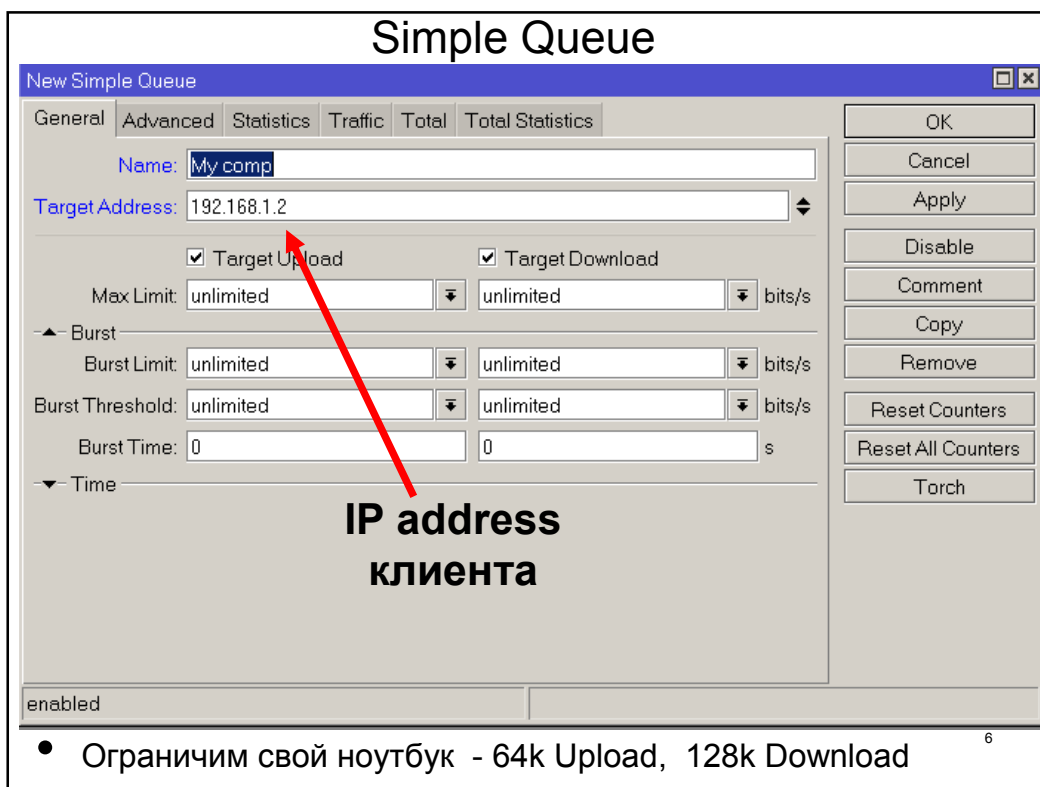 Simple Queue
New Simple Queue
General Advanced Statistics Traffic Total Total Statistics
OK
Name: My comp
Cancel
Target Address: 192.168.1.2
Apply
Target Upload Target Download
Disable
Max Limit: unlimited unlimited bits/s
Comment
Burst
Copy
Burst Limit: unlimited unlimited bits/s
Remove
Burst Threshold: unlimited unlimited bits/s
Reset Counters
Burst Time: 0 0 s
Reset All Counters
Time
Torch
IP address
клиента
enabled
• Ограничим свой ноутбук - 64k Upload, 128k Download
6